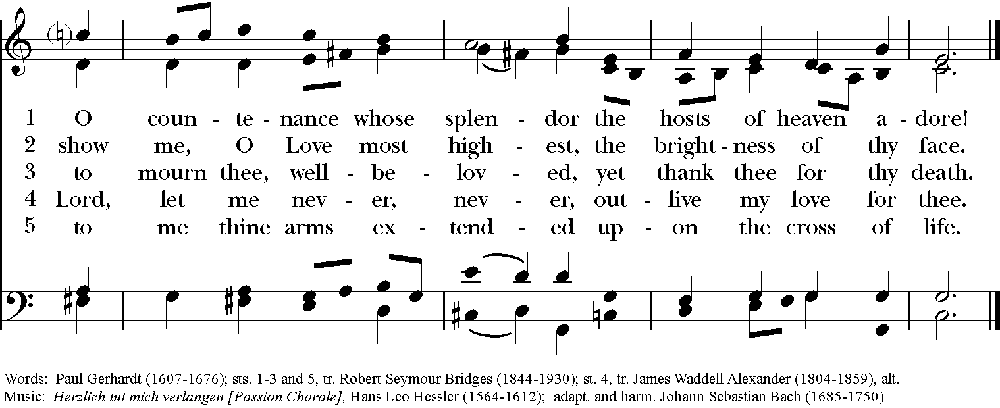 1 O coun - te - nance whose splen - dor the hosts of heaven a - dore!
2 show me, O Love most high - est, the bright - ness of thy face.
3 to mourn thee, well - be - lov - ed, yet thank thee for thy death.
4 Lord, let me nev - er, nev - er, out - live my love for thee.
5 to me thine arms ex - tend - ed up - on the cross of life.
Words: Paul Gerhardt (1607-1676); sts. 1-3 and 5, tr. Robert Seymour Bridges (1844-1930); st. 4, tr. James Waddell Alexander (1804-1859), alt.
Music: Herzlich tut mich verlangen [Passion Chorale], Hans Leo Hessler (1564-1612); adapt. and harm. Johann Sebastian Bach (1685-1750)